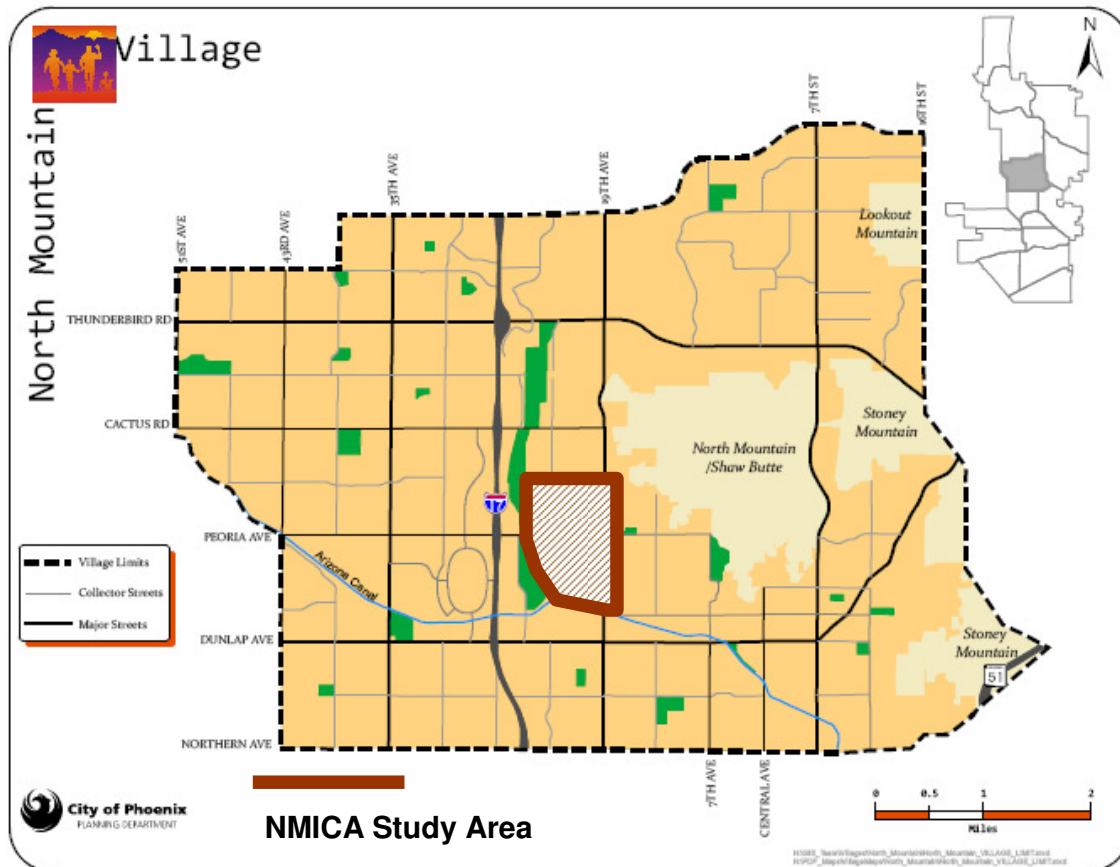 Village
North Mountain
N
7TH ST
16TH ST
35TH AVE
19TH AVE
51ST AVE
43RD AVE
Lookout
Mountain
THUNDERBIRD RD
CACTUS RD
Stoney
Mountain
North Mountain
/Shaw Butte
17
PEORIA AVE
Arizona Canal
Village Limits
Collector Streets
Major Streets
DUNLAP AVE
Stoney
Mountain
51
NORTHERN AVE
7TH AVE
CENTRAL AVE
City of Phoenix
PLANNING DEPARTMENT
NMICA Study Area
0 0.5 1 2
Miles